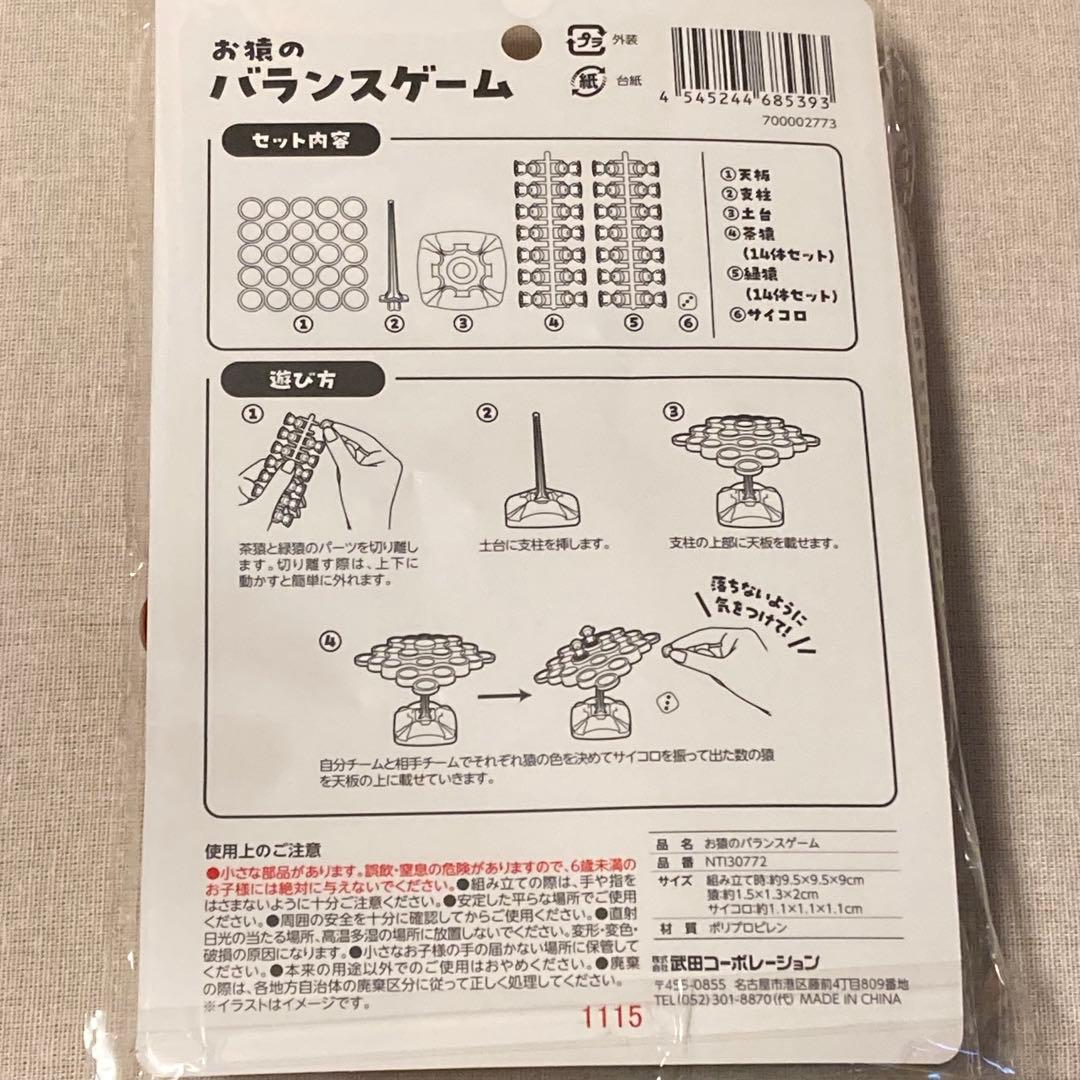 お猿の
バランスゲーム
プラ 外装
紙 台紙
4 545244 685393
700002773
セット内容
①天板
②支柱
③土台
④茶猿
(14体セット)
⑤緑猿
(14体セット)
⑥サイコロ
① ② ③ ④ ⑤ ⑥
遊び方
①
茶猿と緑猿のパーツを切り離し
ます。切り離す際は、上下に
動かすと簡単に外れます。
②
土台に支柱を挿します。
③
支柱の上部に天板を載せます。
④
落ちないように
気をつけて!
自分チームと相手チームでそれぞれ猿の色を決めてサイコロを振って出た数の猿
を天板の上に載せていきます。
使用上のご注意
●小さな部品があります。誤飲・窒息の危険がありますので、6歳未満の
お子様には絶対に与えないでください。●組み立ての際は、手や指を
はさまないように十分ご注意ください。●安定した平らな場所でご使用
ください。●周囲の安全を十分に確認してからご使用ください。●直射
日光の当たる場所、高温多湿の場所に放置しないでください。変形・変色・
破損の原因になります。●小さなお子様の手の届かない場所に保管して
ください。●本来の用途以外でのご使用はおやめください。●廃棄
の際は、各地方自治体の廃棄区分に従って正しく処理してください。
※イラストはイメージです。
品 名 お猿のバランスゲーム
品 番 NTI30772
サイズ 組み立て時:約9.5×9.5×9cm
猿:約1.5×1.3×2cm
サイコロ:約1.1×1.1×1.1cm
材 質 ポリプロピレン
株式会社 武田コーポレーション
〒455-0855 名古屋市港区藤前4丁目809番地
TEL(052)301-8870(代) MADE IN CHINA
1115